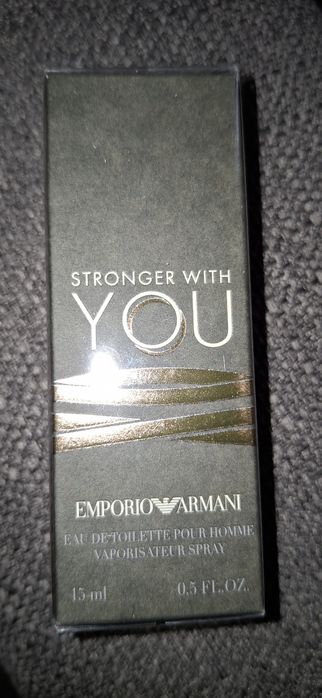 STRONGER WITH
YOU
EMPORIO ARMANI
EAU DE TOILETTE POUR HOMME
VAPORISATEUR SPRAY
15 ml 0.5 FL.OZ.